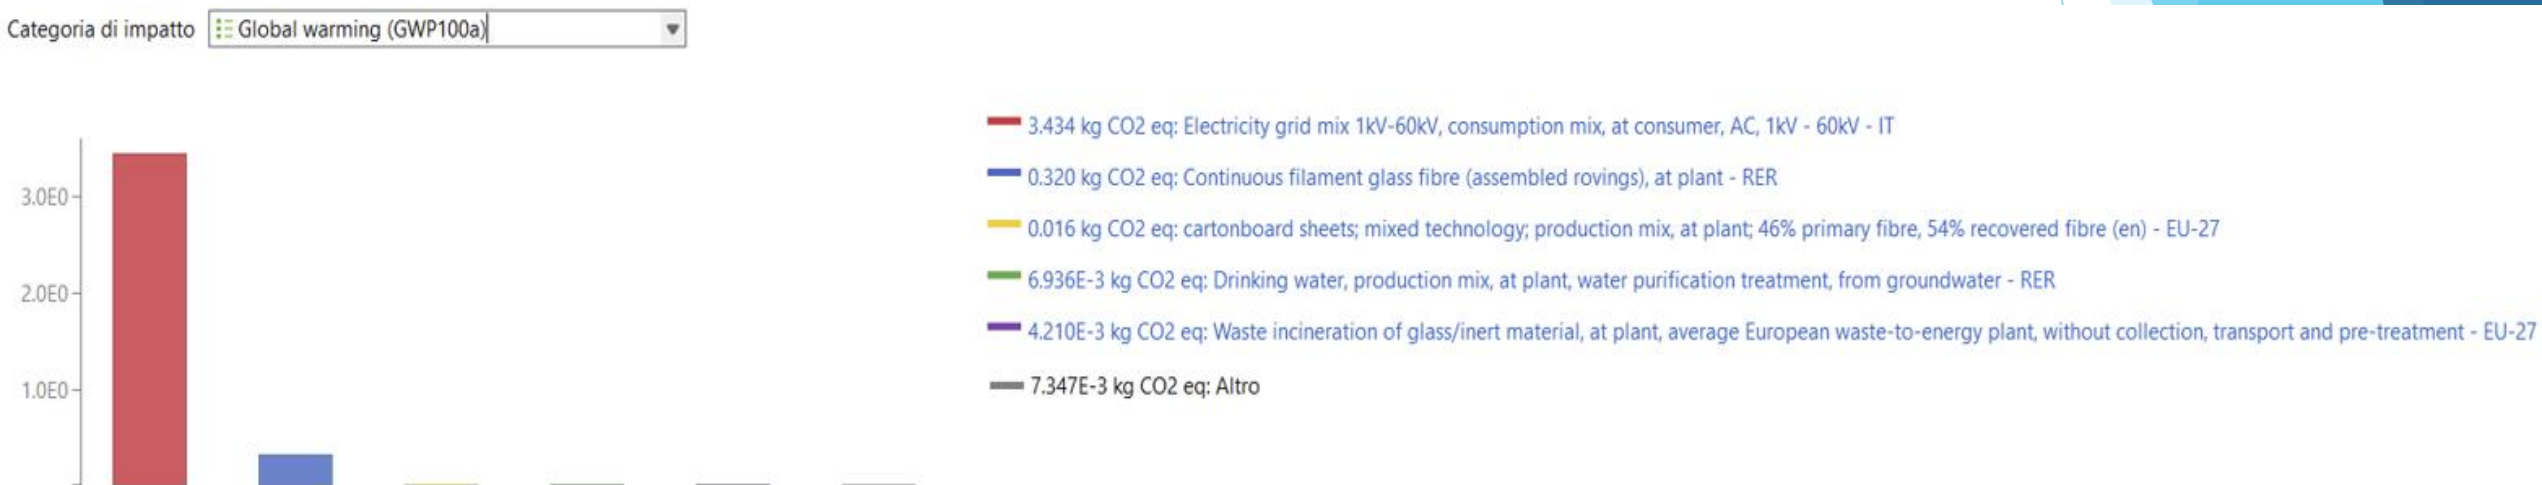 Categoria di impatto Global warming (GWP100a)
3.434 kg CO2 eq: Electricity grid mix 1kV-60kV, consumption mix, at consumer, AC, 1kV - 60kV - IT
0.320 kg CO2 eq: Continuous filament glass fibre (assembled rovings), at plant - RER
3.0E0
0.016 kg CO2 eq: cartonboard sheets; mixed technology; production mix, at plant; 46% primary fibre, 54% recovered fibre (en) - EU-27
6.936E-3 kg CO2 eq: Drinking water, production mix, at plant, water purification treatment, from groundwater - RER
2.0E0
4.210E-3 kg CO2 eq: Waste incineration of glass/inert material, at plant, average European waste-to-energy plant, without collection, transport and pre-treatment - EU-27
1.0E0
7.347E-3 kg CO2 eq: Altro